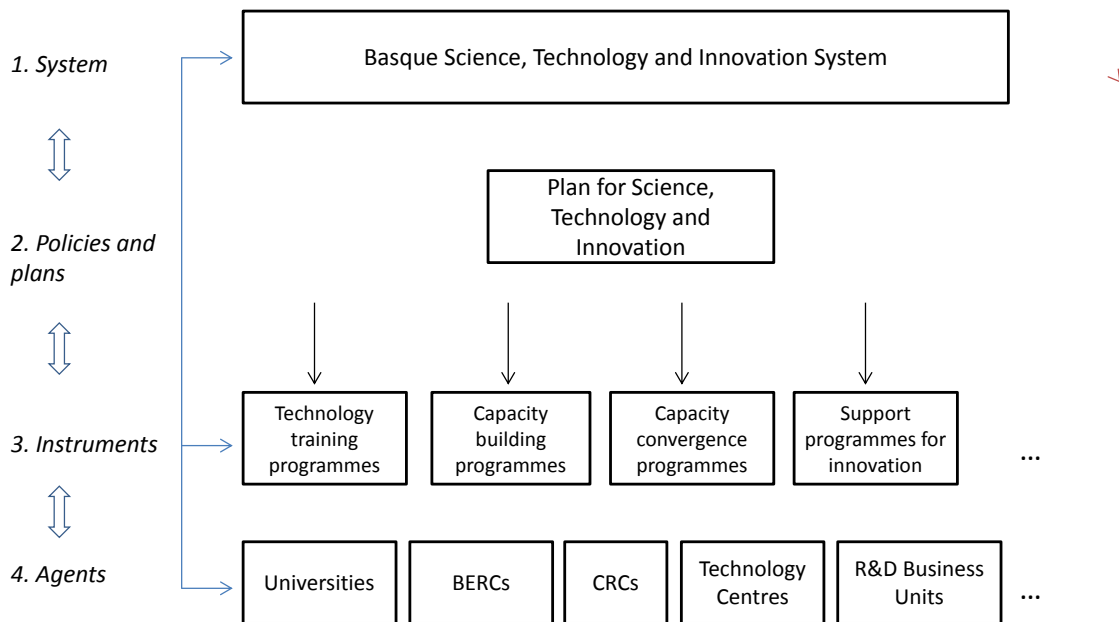 1. System
Basque Science, Technology and Innovation System
2. Policies and
plans
Plan for Science,
Technology and
Innovation
3. Instruments
Technology
training
programmes
Capacity
building
programmes
Capacity
convergence
programmes
Support
programmes for
innovation
...
4. Agents
Universities
BERCs
CRCs
Technology
Centres
R&D Business
Units
...